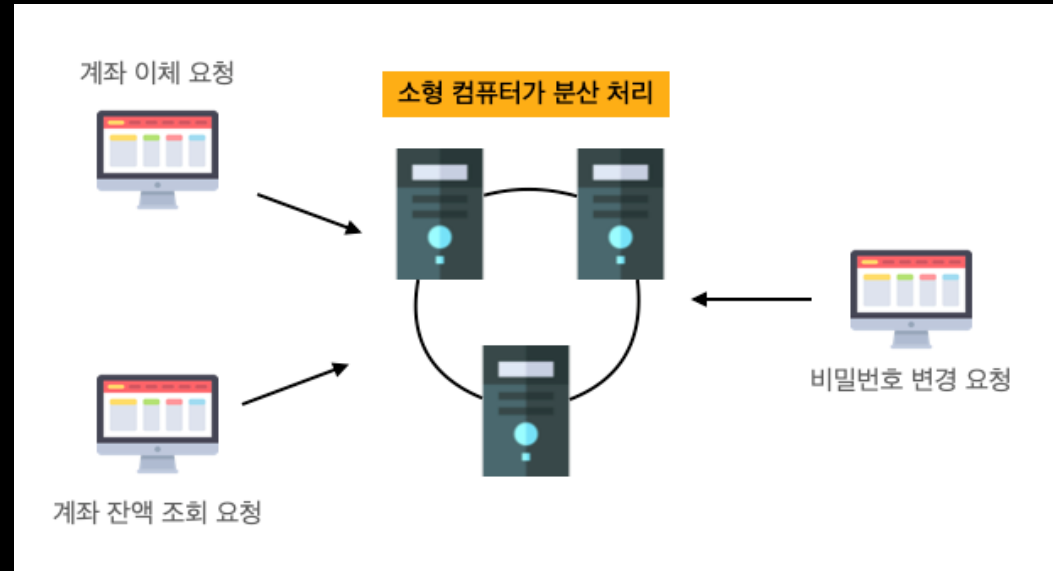 계좌 이체 요청
소형 컴퓨터가 분산 처리
비밀번호 변경 요청
계좌 잔액 조회 요청